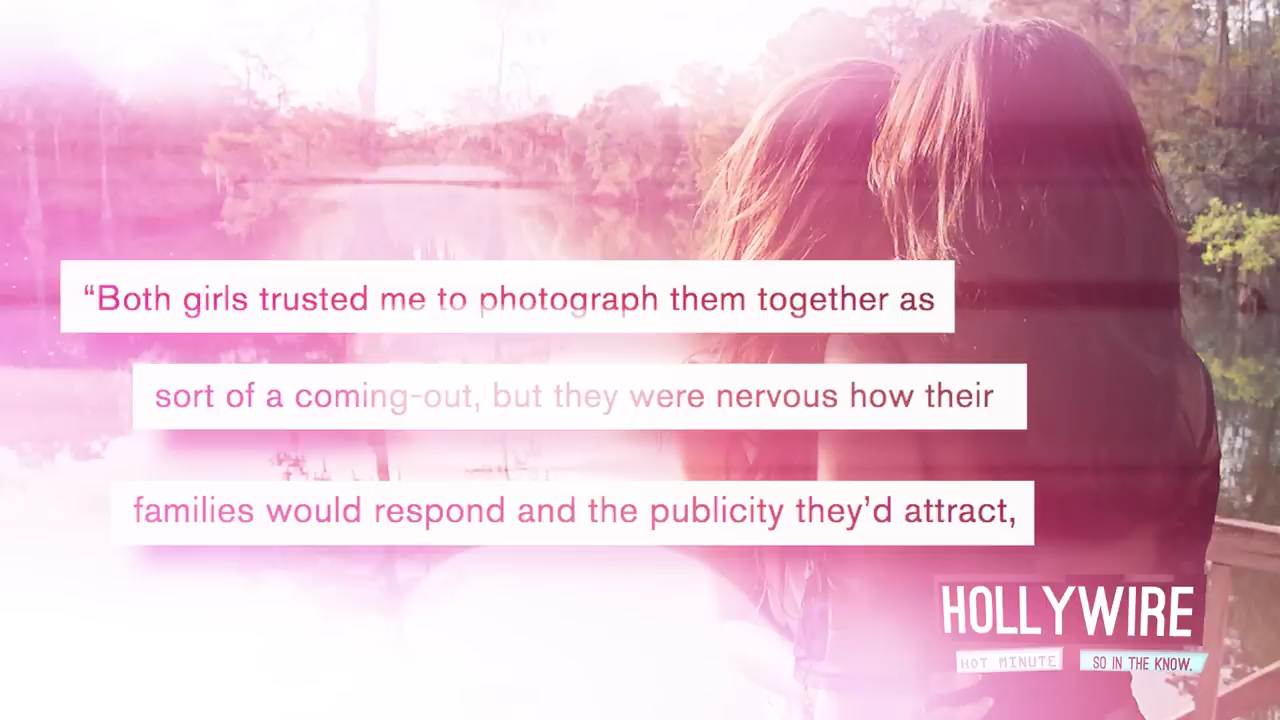 “Both girls trusted me to photograph them together as
sort of a coming-out, but they were nervous how their
families would respond and the publicity they’d attract,
HOLLYWIRE
HOT MINUTE
SO IN THE KNOW.